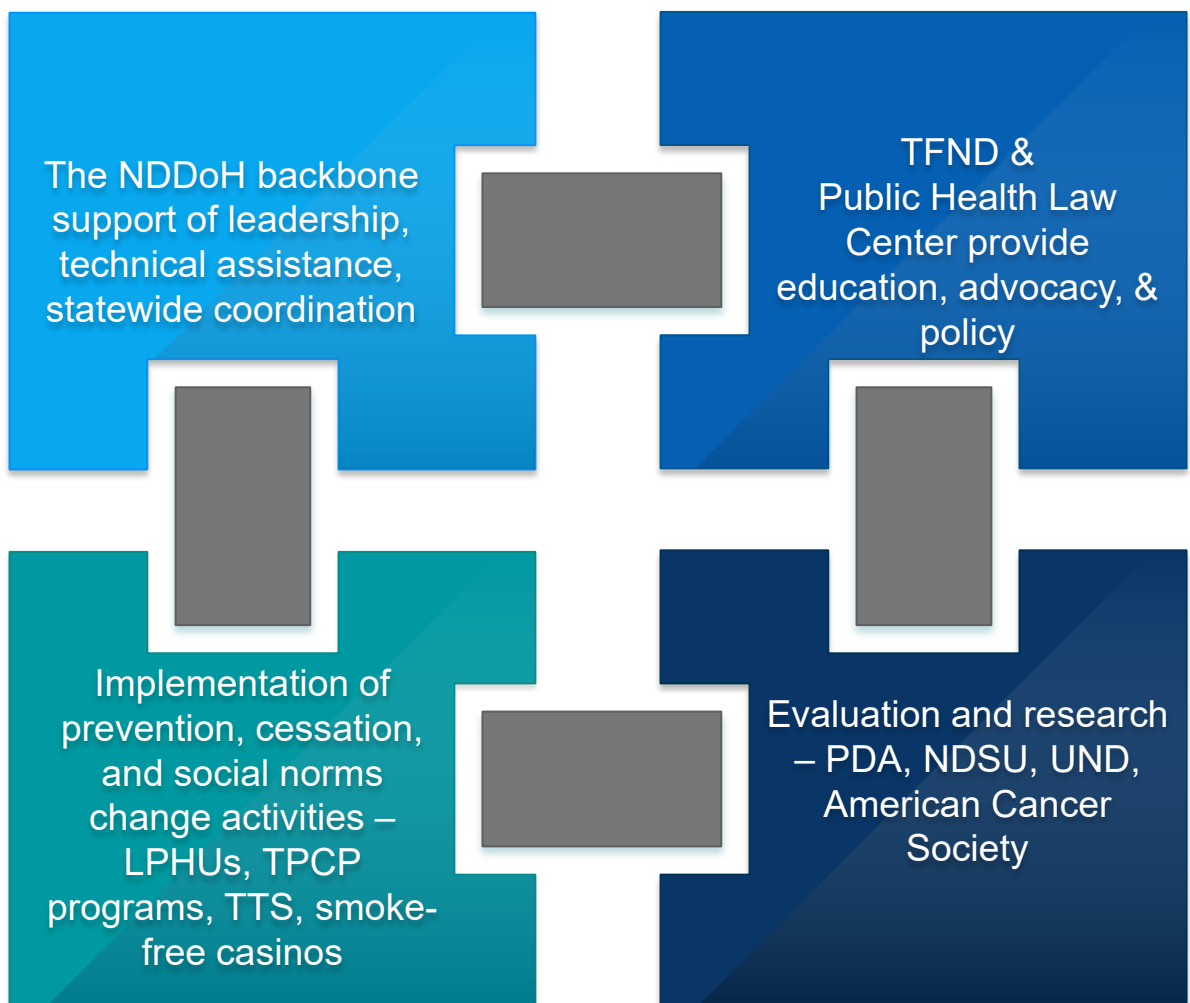 The NDDoH backbone
support of leadership,
technical assistance,
statewide coordination
TFND &
Public Health Law
Center provide
education, advocacy, &
policy
Implementation of
prevention, cessation,
and social norms
change activities –
LPHUs, TPCP
programs, TTS, smoke-
free casinos
Evaluation and research
– PDA, NDSU, UND,
American Cancer
Society